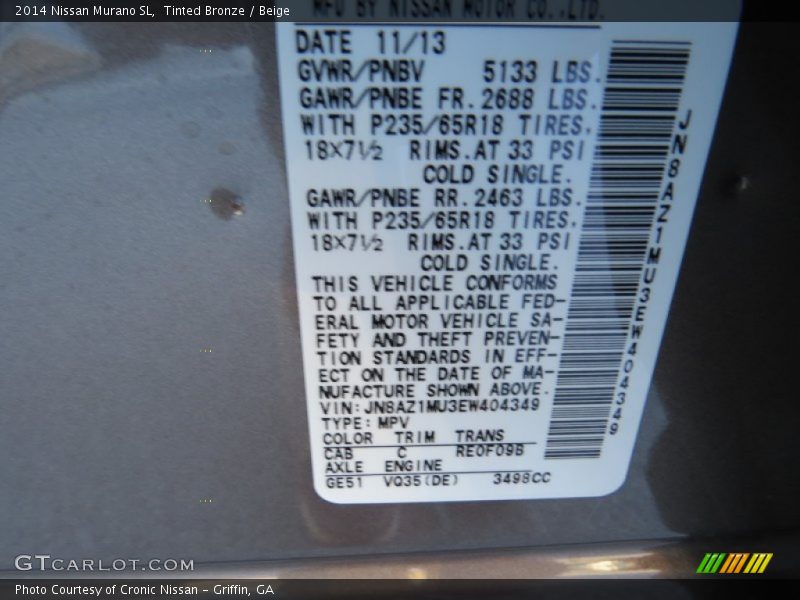 2014 Nissan Murano SL,  Tinted Bronze / Beige
MFD BY NISSAN MOTOR CO.,LTD.
DATE 11/13
GVWR/PNBV 5133 LBS.
GAWR/PNBE FR. 2688 LBS.
WITH P235/65R18 TIRES.
18X7½ RIMS. AT 33 PSI
COLD SINGLE.
GAWR/PNBE RR. 2463 LBS.
WITH P235/65R18 TIRES.
18X7½ RIMS. AT 33 PSI
COLD SINGLE.
THIS VEHICLE CONFORMS
TO ALL APPLICABLE FED-
ERAL MOTOR VEHICLE SA-
FETY AND THEFT PREVEN-
TION STANDARDS IN EFF-
ECT ON THE DATE OF MA-
NUFACTURE SHOWN ABOVE.
VIN: JN8AZ1MU3EW404349
TYPE: MPV
COLOR TRIM TRANS
CAB C RE0F09B
AXLE ENGINE
GE51 VQ35(DE) 3498CC
JN8AZ1MU3EW404349
GTCARLOT.COM
Photo Courtesy of Cronic Nissan - Griffin, GA